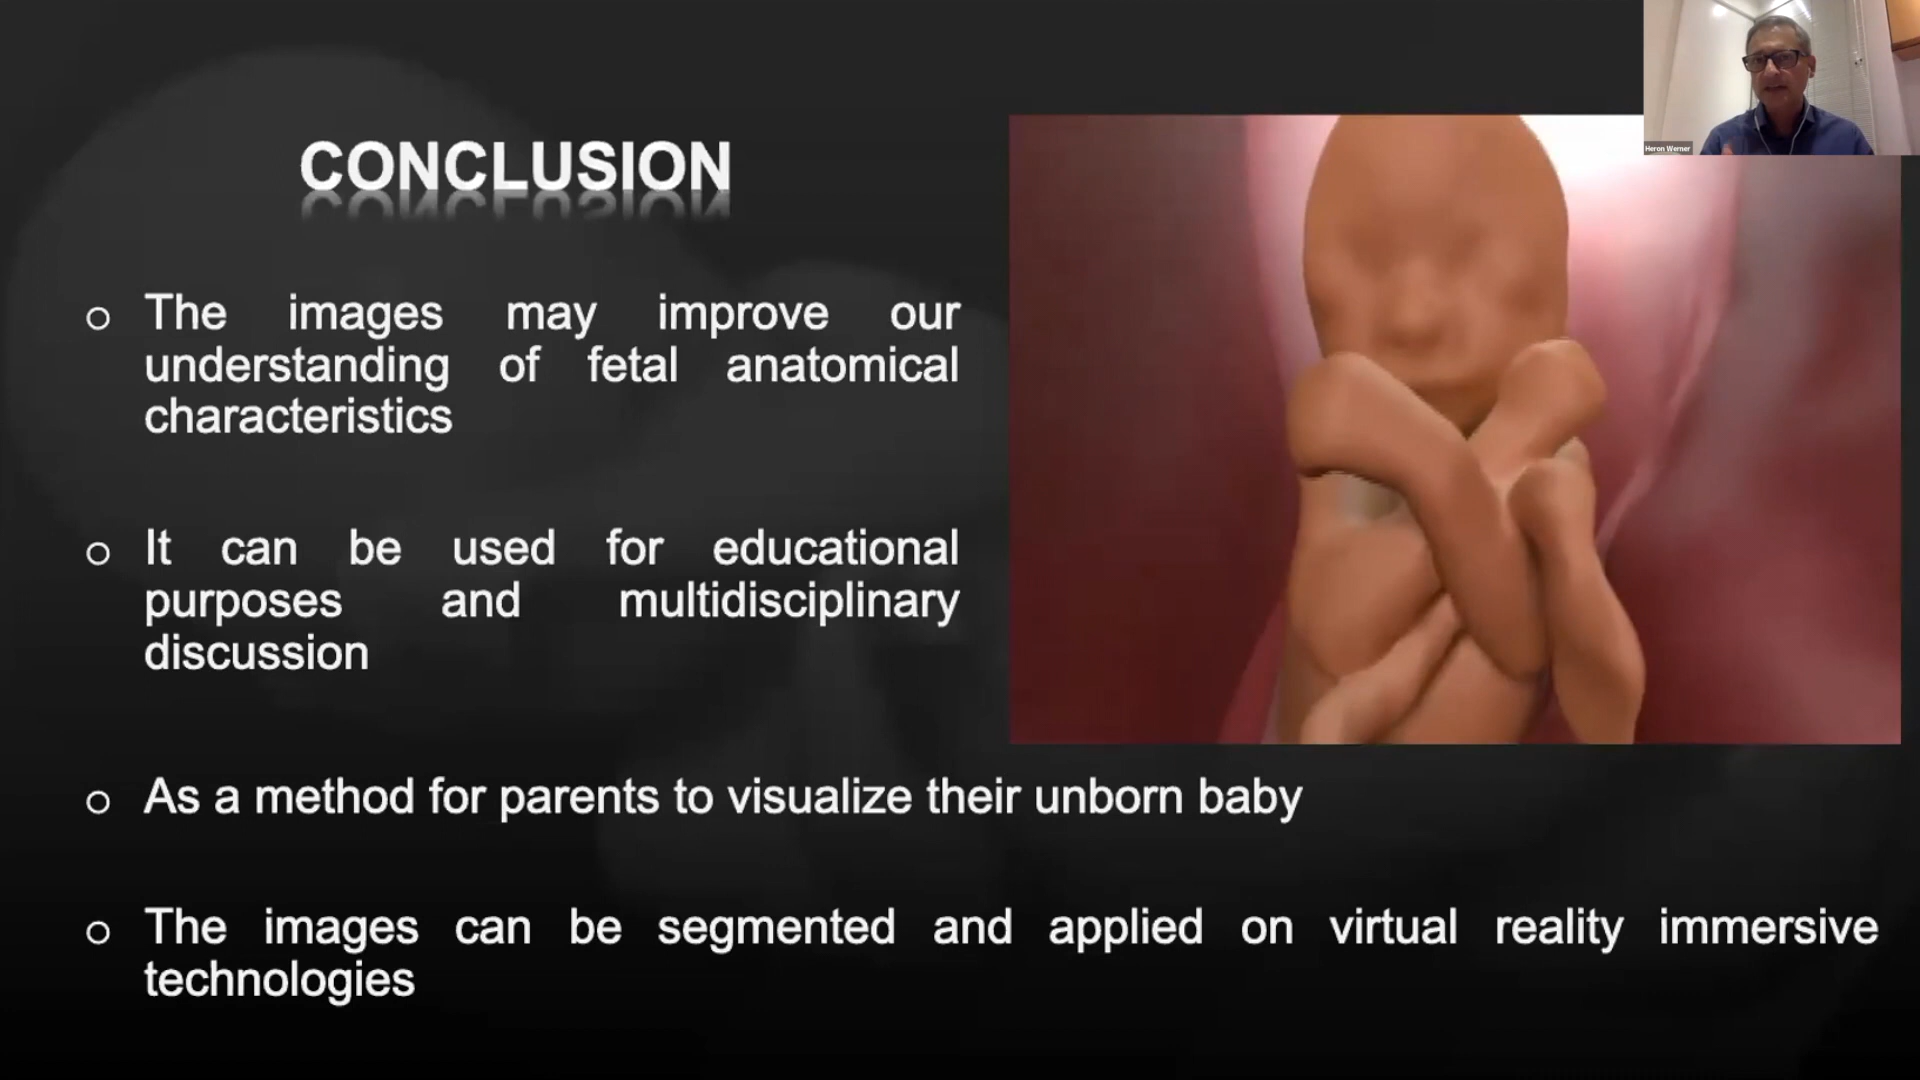 Heron Werner
CONCLUSION
The images may improve our
understanding of fetal anatomical
characteristics
It can be used for educational
purposes and multidisciplinary
discussion
As a method for parents to visualize their unborn baby
The images can be segmented and applied on virtual reality immersive
technologies